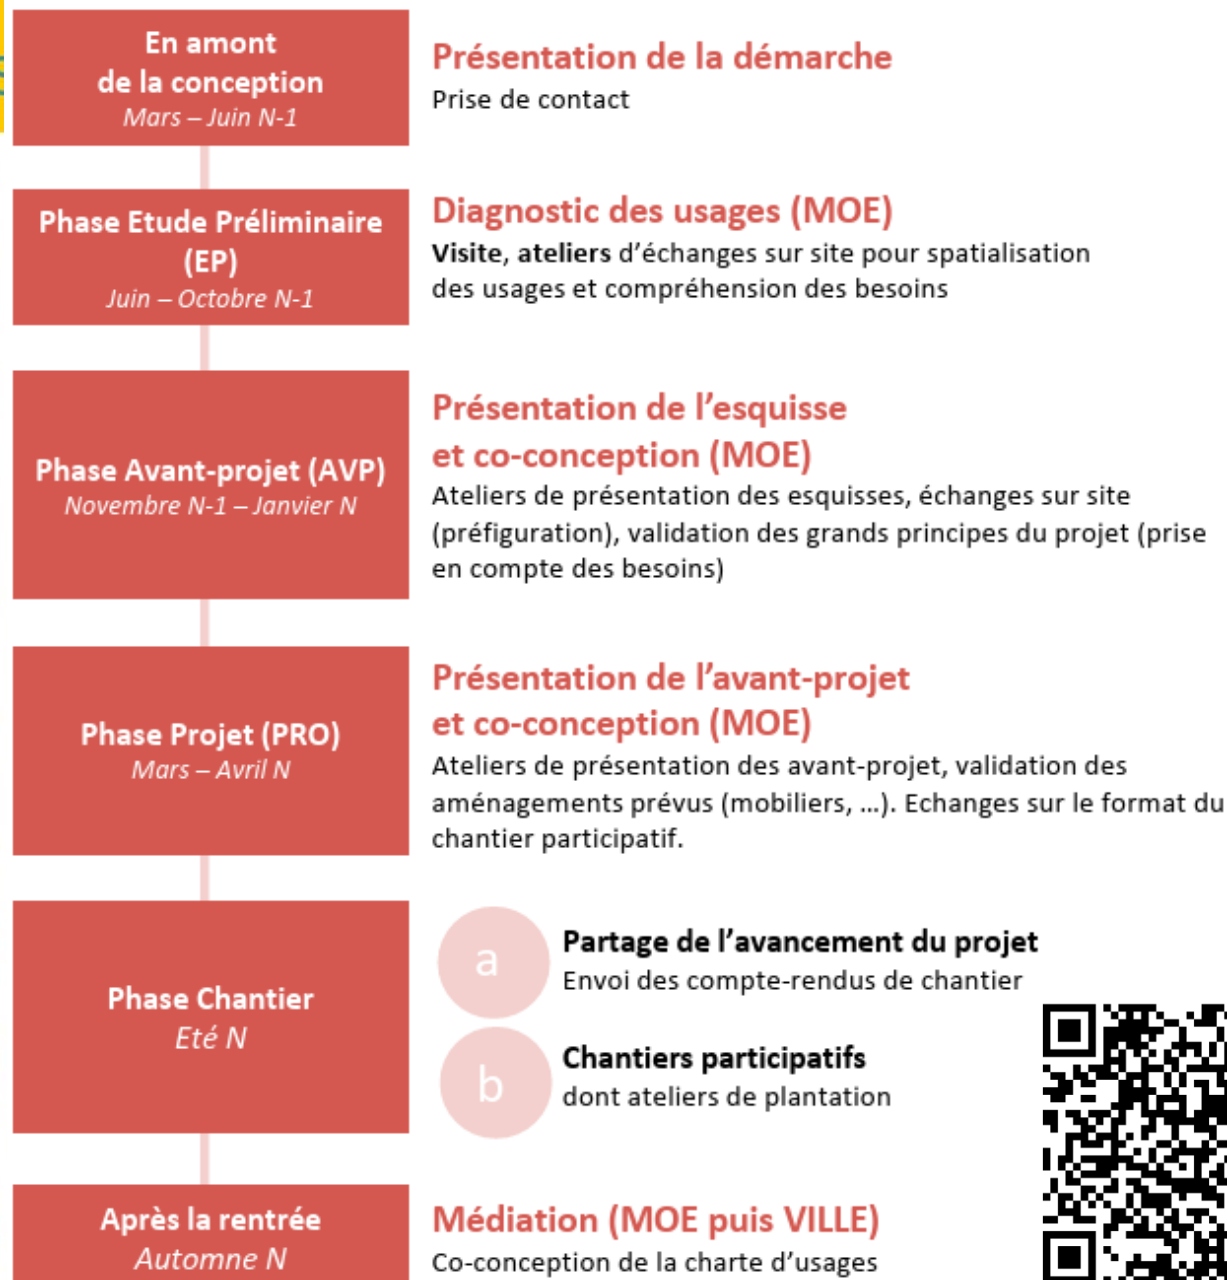 En amont
de la conception
Mars – Juin N-1
Présentation de la démarche
Prise de contact
Phase Etude Préliminaire
(EP)
Juin – Octobre N-1
Diagnostic des usages (MOE)
Visite, ateliers d'échanges sur site pour spatialisation
des usages et compréhension des besoins
Phase Avant-projet (AVP)
Novembre N-1 – Janvier N
Présentation de l'esquisse
et co-conception (MOE)
Ateliers de présentation des esquisses, échanges sur site
(préfiguration), validation des grands principes du projet (prise
en compte des besoins)
Phase Projet (PRO)
Mars – Avril N
Présentation de l'avant-projet
et co-conception (MOE)
Ateliers de présentation des avant-projet, validation des
aménagements prévus (mobiliers, ...). Echanges sur le format du
chantier participatif.
Phase Chantier
Eté N
a
Partage de l'avancement du projet
Envoi des compte-rendus de chantier
b
Chantiers participatifs
dont ateliers de plantation
Après la rentrée
Automne N
Médiation (MOE puis VILLE)
Co-conception de la charte d'usages